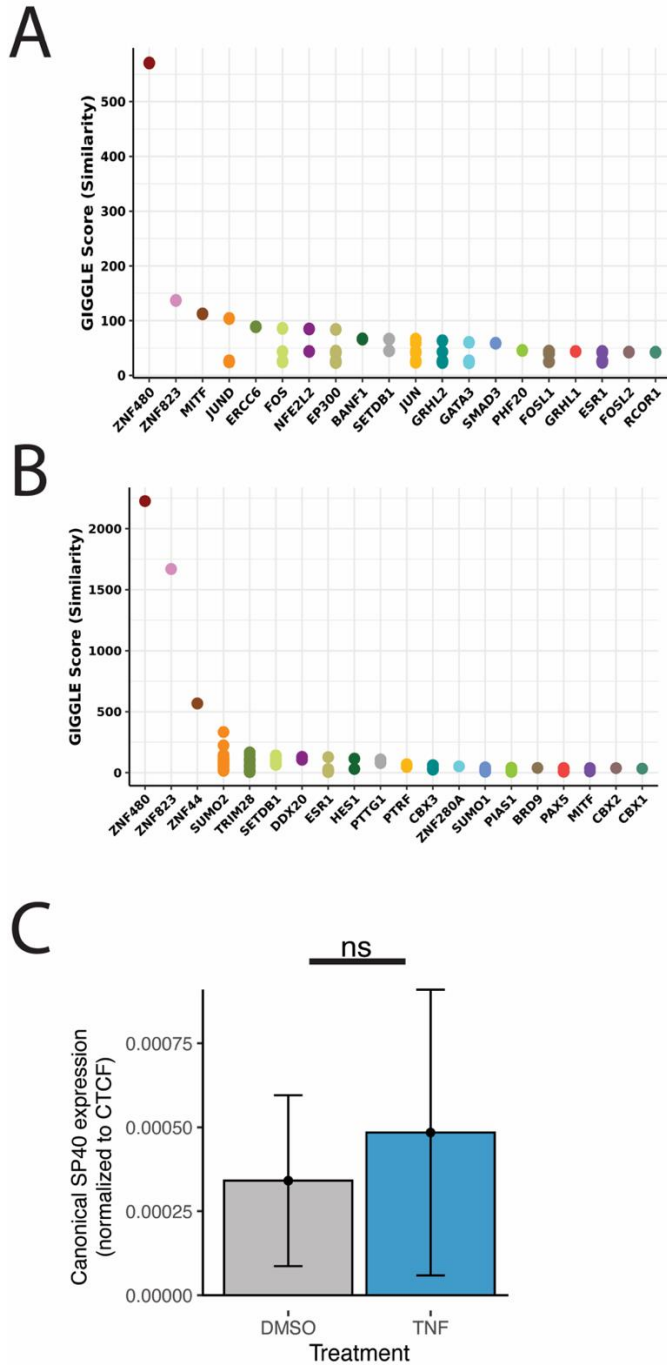 A
GIGGLE Score (Similarity)
500
400
300
200
100
0
ZNF480
ZNF823
MITF
JUND
ERCC6
FOS
NFE2L2
EP300
BANF1
SETDB1
JUN
GRHL2
GATA3
SMAD3
PHF20
FOSL1
GRHL1
ESR1
FOSL2
RCOR1
B
GIGGLE Score (Similarity)
2000
1500
1000
500
0
ZNF480
ZNF823
ZNF44
SUMO2
TRIM28
SETDB1
DDX20
ESR1
HES1
PTTG1
PTRF
CBX3
ZNF280A
SUMO1
PIAS1
BRD9
PAX5
MITF
CBX2
CBX1
C
ns
Canonical SP40 expression
(normalized to CTCF)
0.00075
0.00050
0.00025
0.00000
DMSO
TNF
Treatment